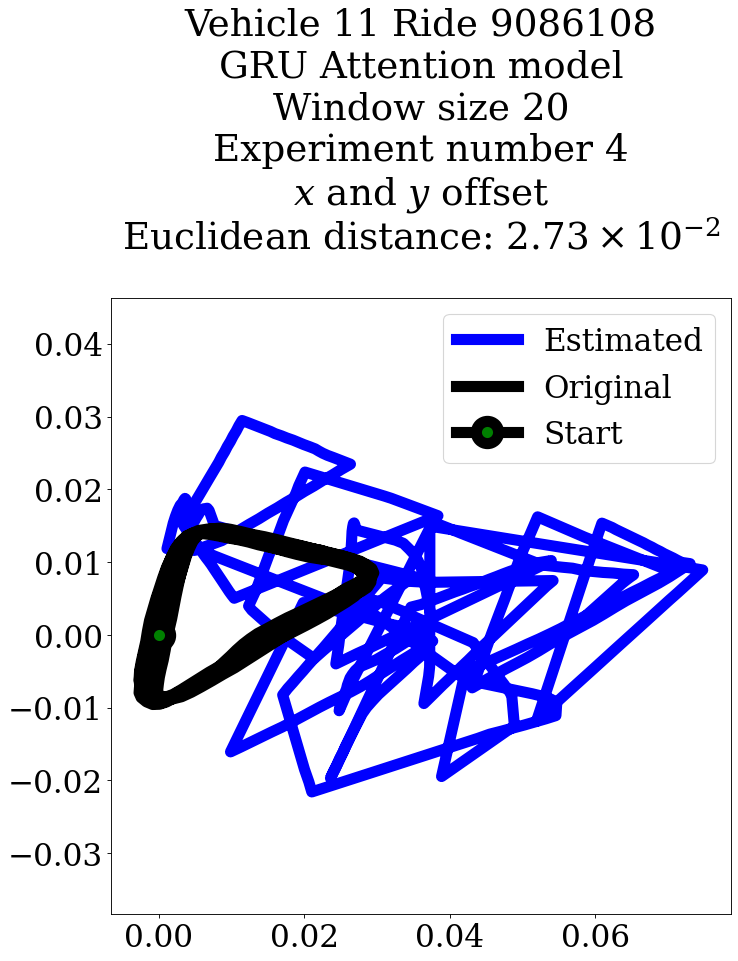 Vehicle 11 Ride 9086108
GRU Attention model
Window size 20
Experiment number 4
x and y offset
Euclidean distance: 2.73 × 10⁻²
Estimated
Original
Start
0.04
0.03
0.02
0.01
0.00
−0.01
−0.02
−0.03
0.00 0.02 0.04 0.06